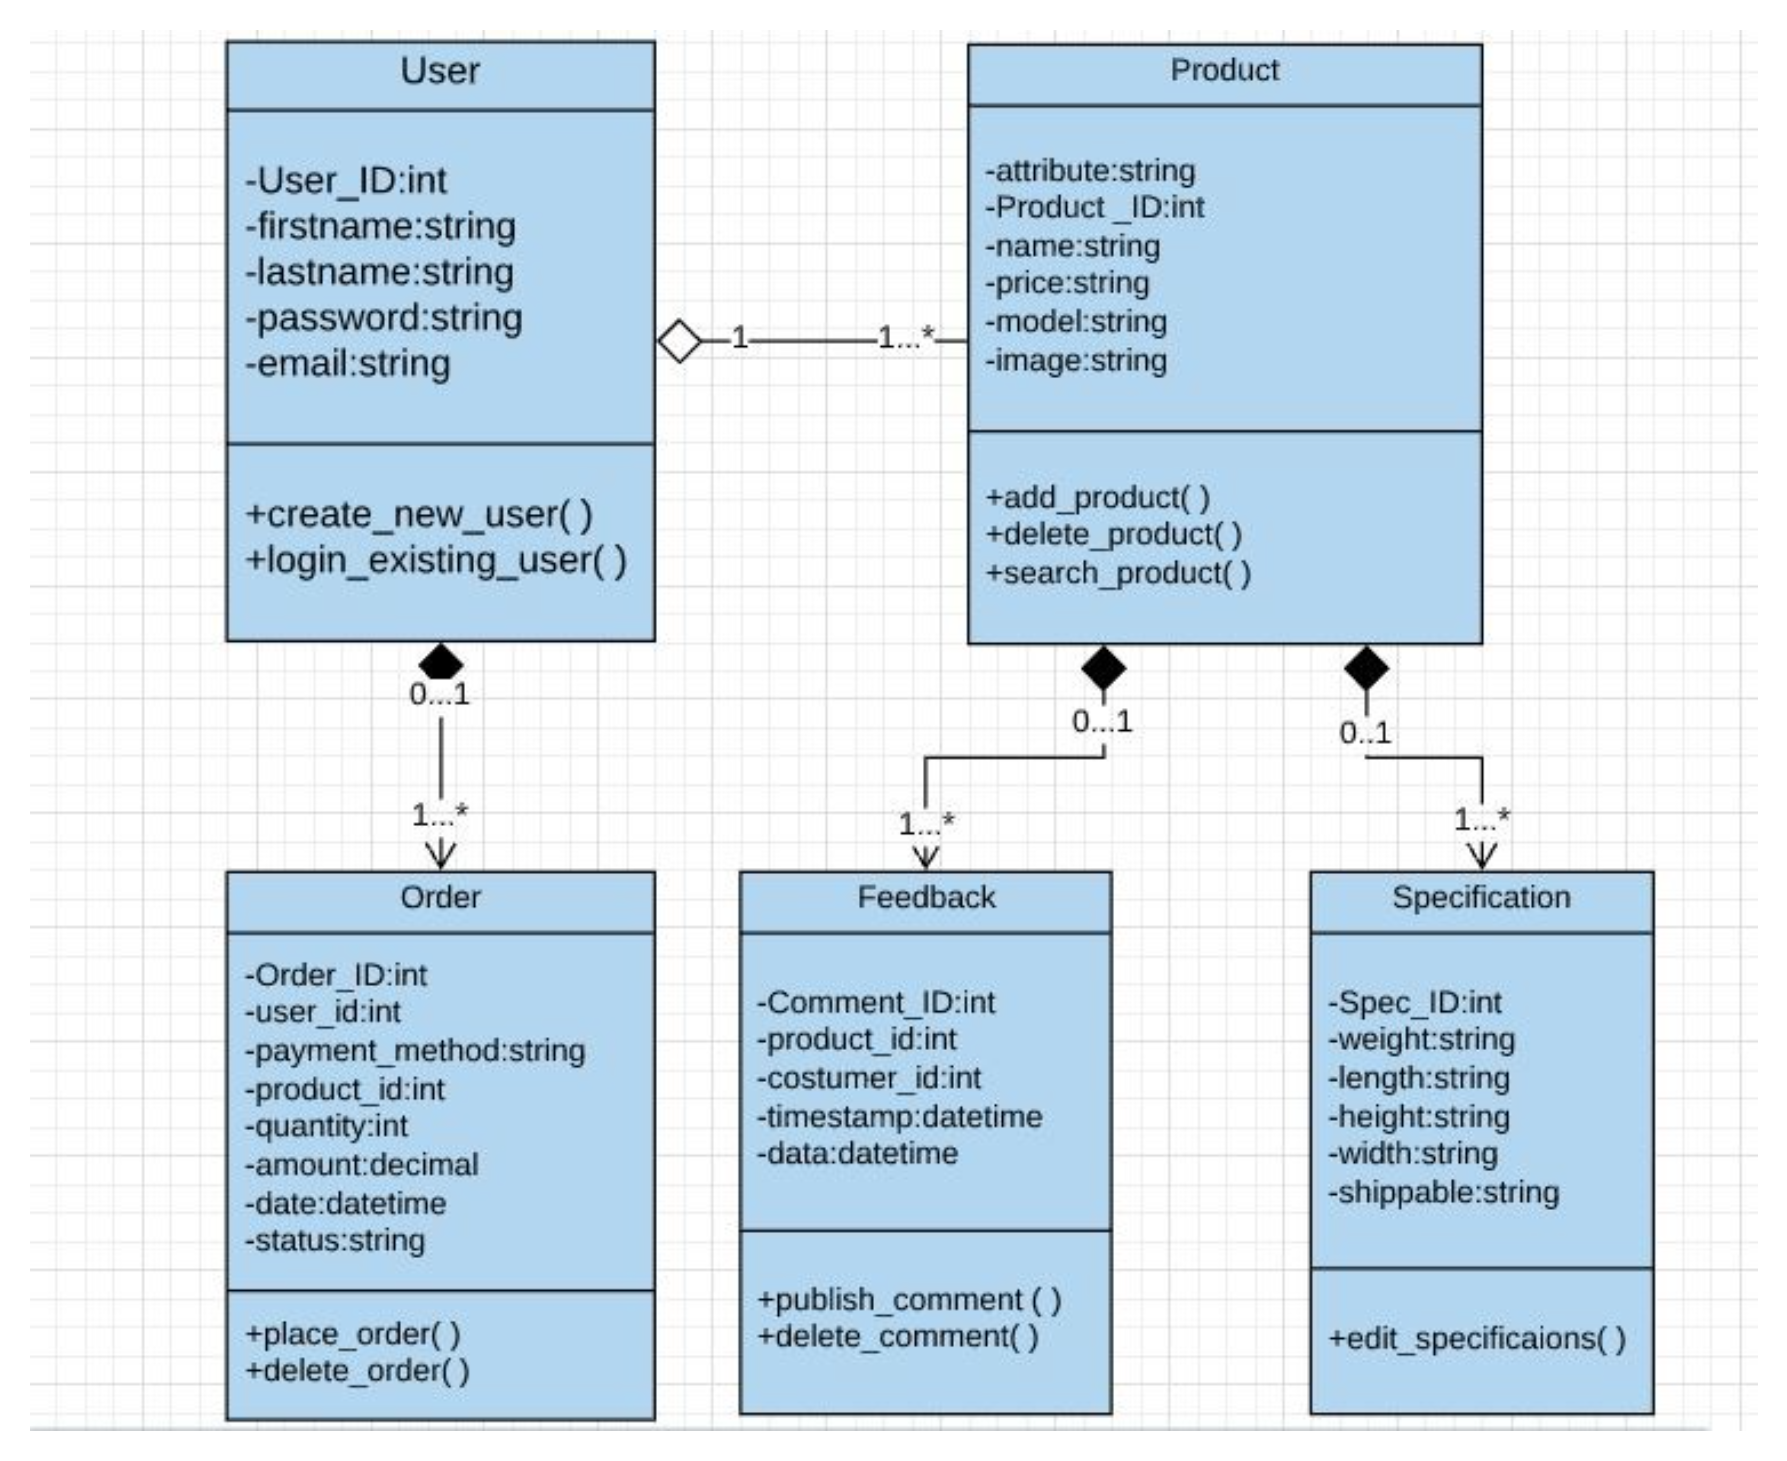 User
-User_ID:int
-firstname:string
-lastname:string
-password:string
-email:string
+create_new_user( )
+login_existing_user( )
1
1...*
Product
-attribute:string
-Product _ID:int
-name:string
-price:string
-model:string
-image:string
+add_product( )
+delete_product( )
+search_product( )
0...1
1...*
0...1
1...*
0..1
1...*
Order
-Order_ID:int
-user_id:int
-payment_method:string
-product_id:int
-quantity:int
-amount:decimal
-date:datetime
-status:string
+place_order( )
+delete_order( )
Feedback
-Comment_ID:int
-product_id:int
-costumer_id:int
-timestamp:datetime
-data:datetime
+publish_comment ( )
+delete_comment( )
Specification
-Spec_ID:int
-weight:string
-length:string
-height:string
-width:string
-shippable:string
+edit_specificaions( )